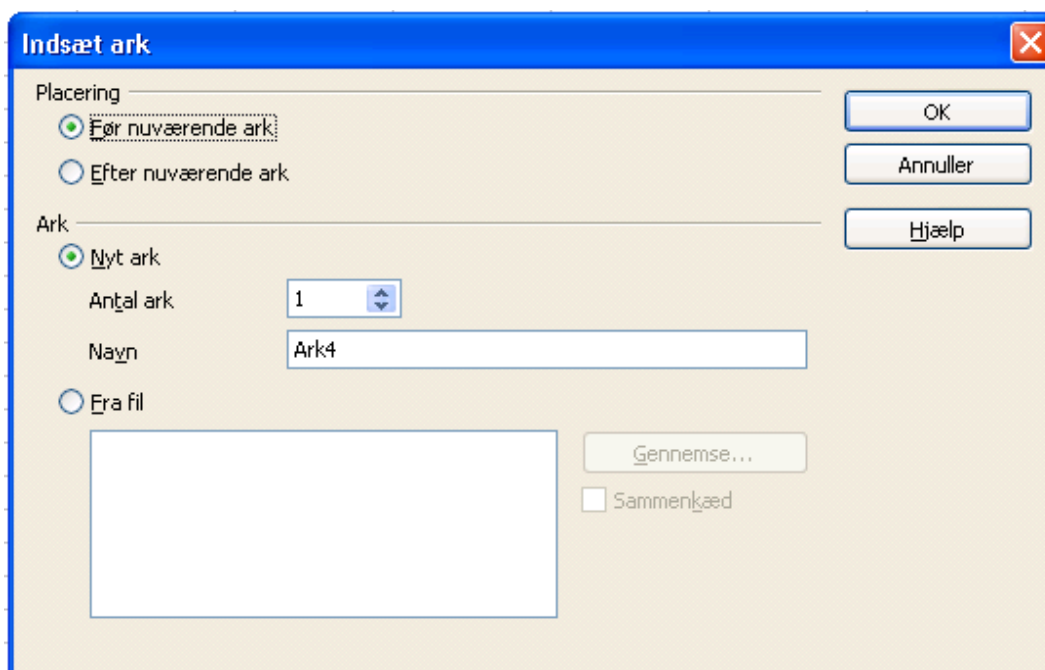 Indsæt ark
Placering
Før nuværende ark
Efter nuværende ark
OK
Annuller
Hjælp
Ark
Nyt ark
Antal ark 1
Navn Ark4
Fra fil
Gennemse...
Sammenkæd